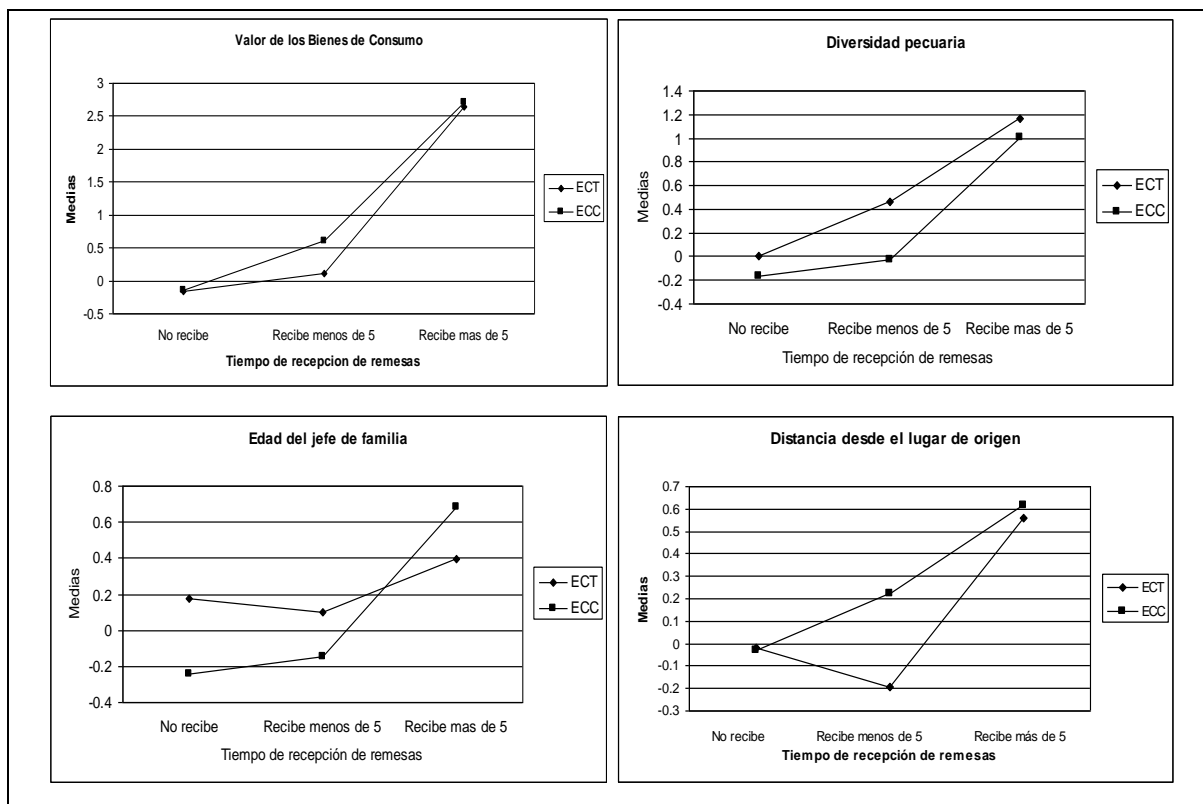 Valor de los Bienes de Consumo
3
2.5
2
1.5
1
0.5
0
-0.5
Medias
No recibe
Recibe menos de 5
Recibe mas de 5
Tiempo de recepcion de remesas
ECT
ECC
Diversidad pecuaria
1.4
1.2
1
0.8
0.6
0.4
0.2
0
-0.2
-0.4
Medias
No recibe
Recibe menos de 5
Recibe mas de 5
Tiempo de recepción de remesas
ECT
ECC
Edad del jefe de familia
0.8
0.6
0.4
0.2
0
-0.2
-0.4
Medias
No recibe
Recibe menos de 5
Recibe mas de 5
Tiempo de recepción de remesas
ECT
ECC
Distancia desde el lugar de origen
0.7
0.6
0.5
0.4
0.3
0.2
0.1
0
-0.1
-0.2
-0.3
Medias
No recibe
Recibe menos de 5
Recibe más de 5
Tiempo de recepción de remesas
ECT
ECC